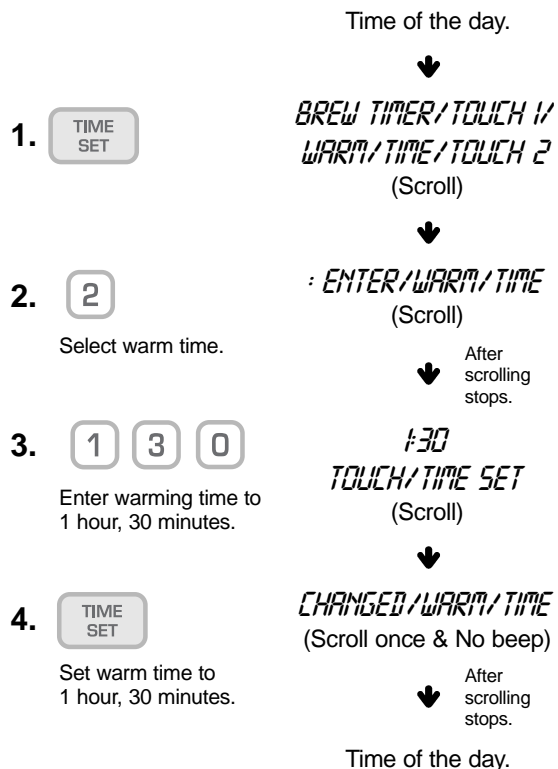 Time of the day.
1. TIME SET
BREW TIMER/TOUCH 1/
WARM/TIME/TOUCH 2
(Scroll)
2. 2
Select warm time.
: ENTER/WARM/TIME
(Scroll)
After
scrolling
stops.
3. 1 3 0
Enter warming time to
1 hour, 30 minutes.
1:30
TOUCH/TIME SET
(Scroll)
4. TIME SET
Set warm time to
1 hour, 30 minutes.
CHANGED/WARM/TIME
(Scroll once & No beep)
After
scrolling
stops.
Time of the day.